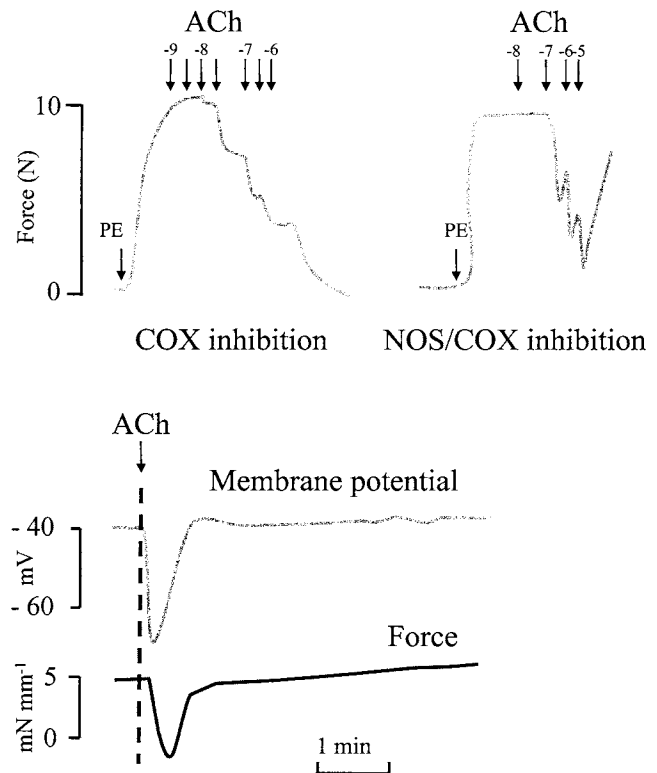 ACh ACh
-9 -8 -7 -6 -8 -7 -6 -5
10
Force (N)
PE PE
0
COX inhibition NOS/COX inhibition
ACh
Membrane potential
- 40
mV
- 60
Force
5
mN mm-1
0
1 min